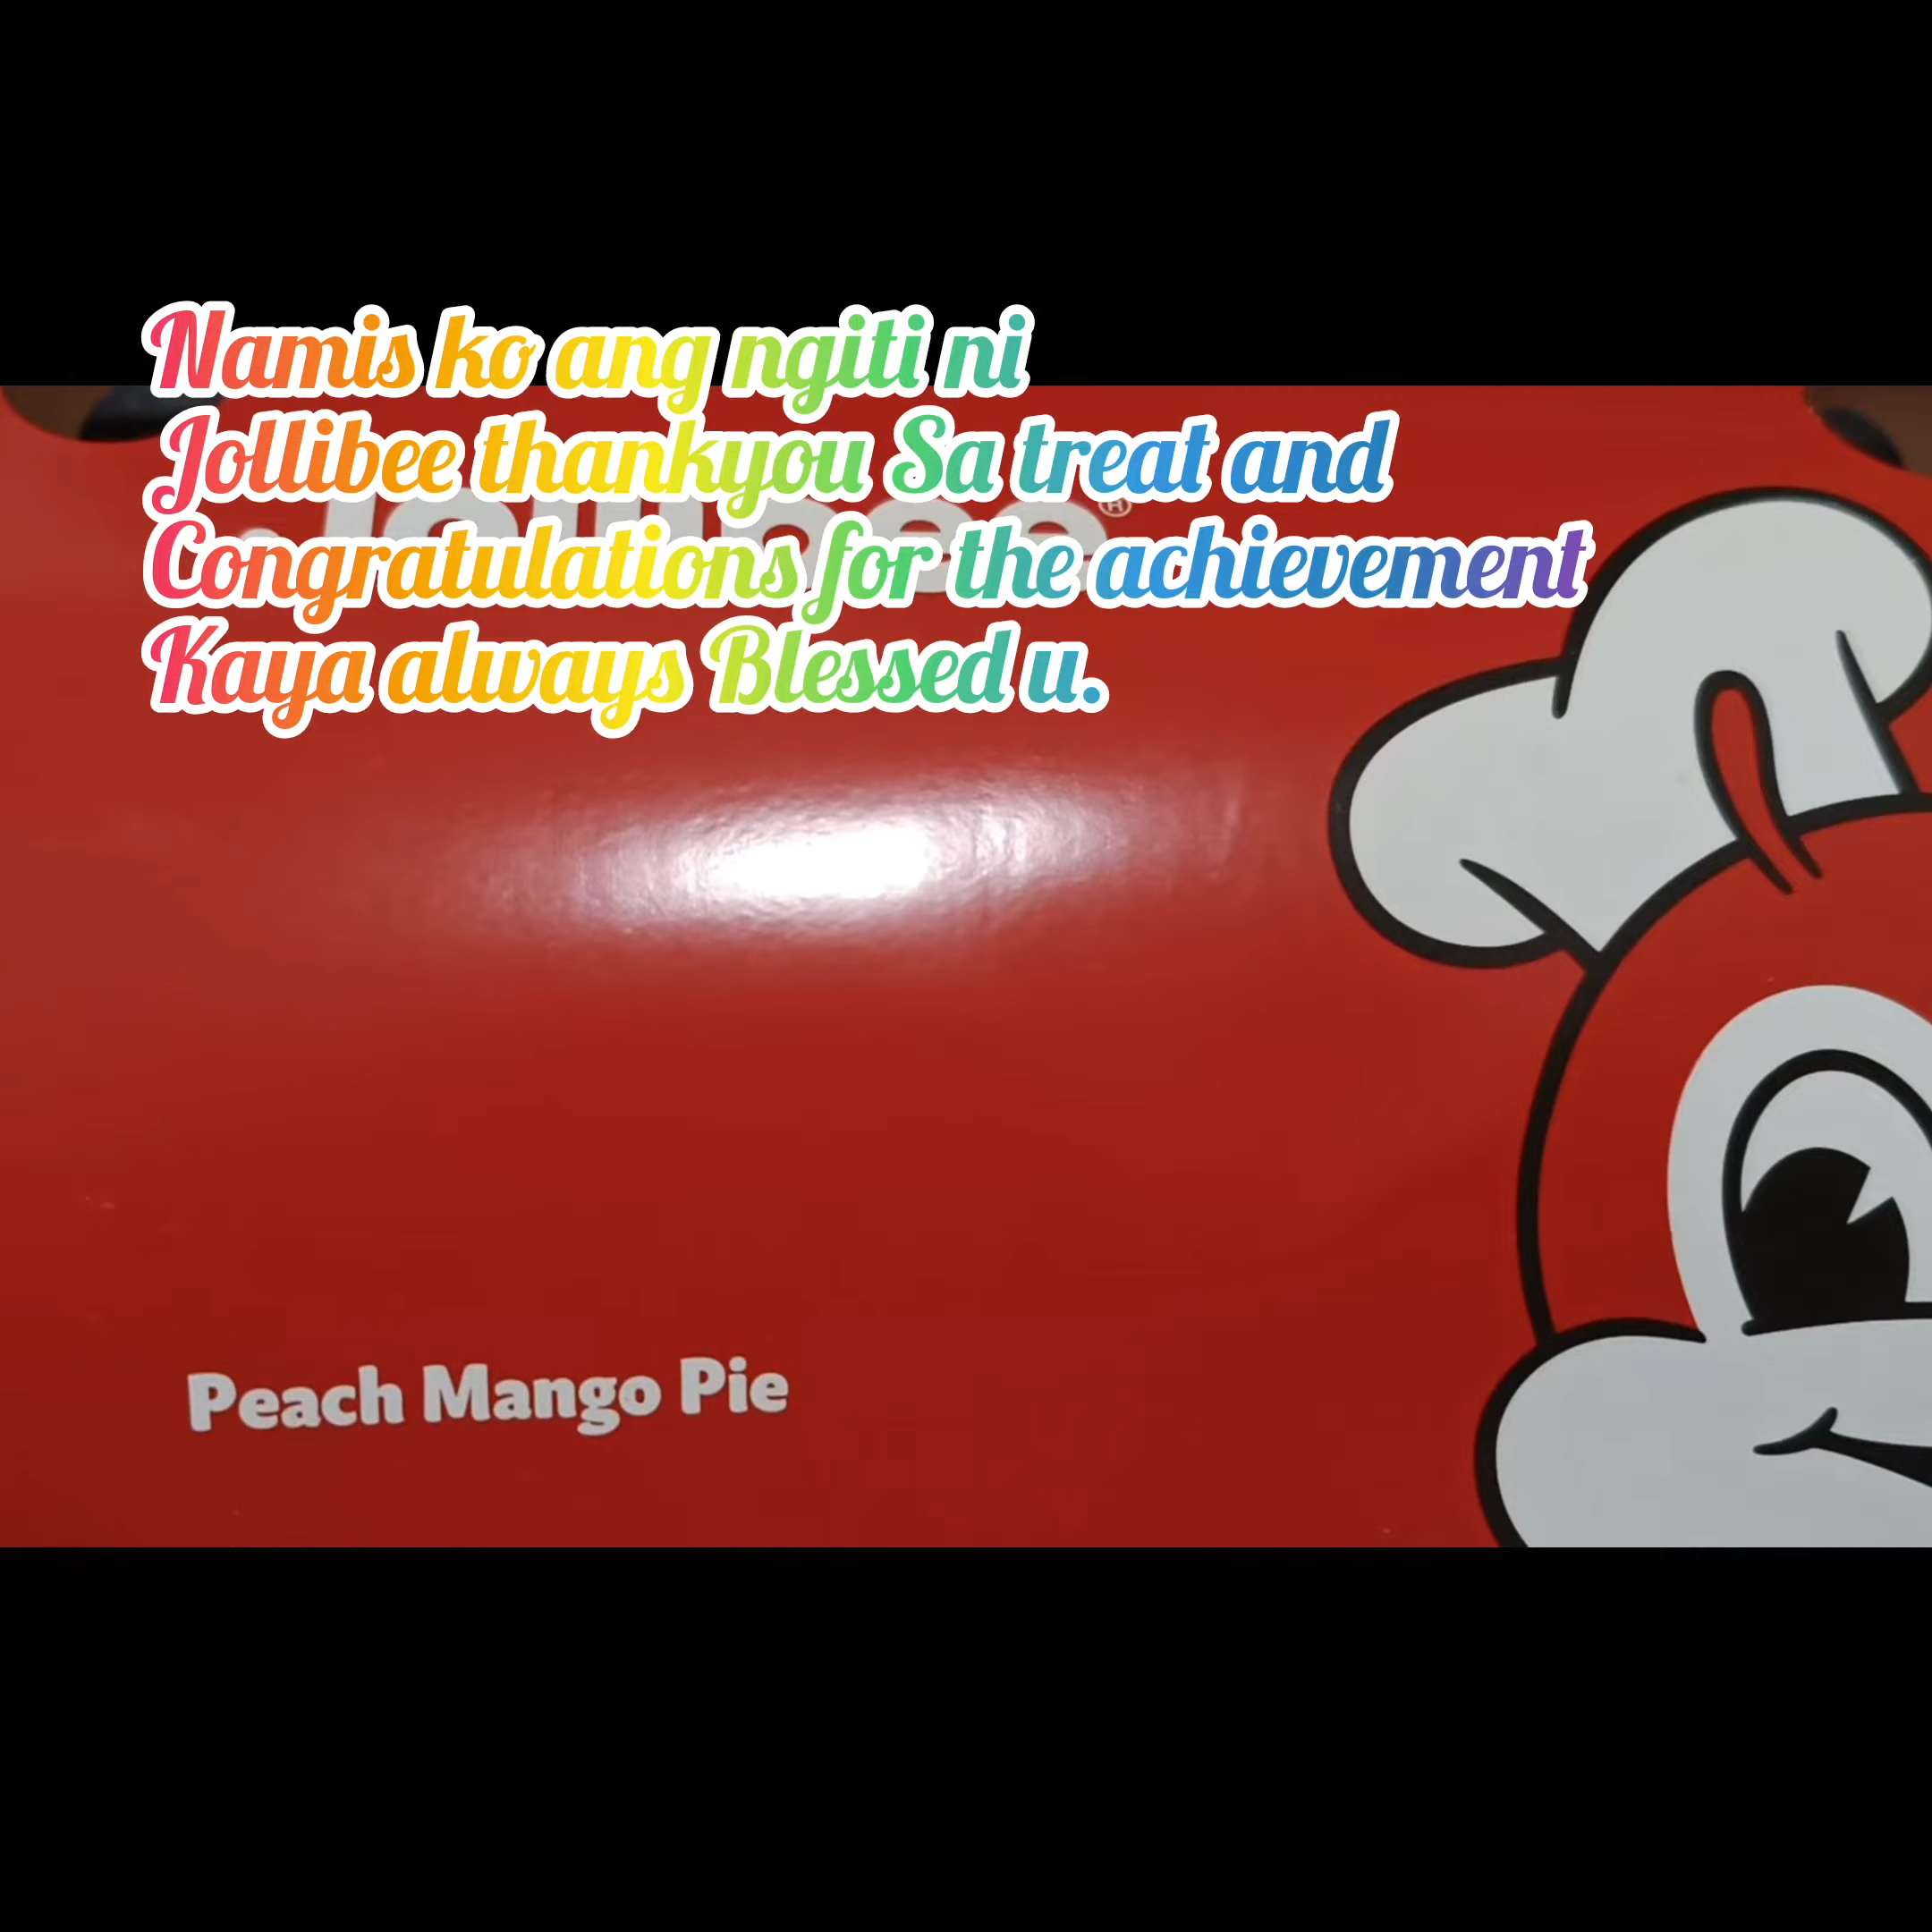 Namis ko ang ngiti ni
Jollibee thankyou Sa treat and
Congratulations for the achievement
Kaya always Blessed u.
Jollibee®
Peach Mango Pie